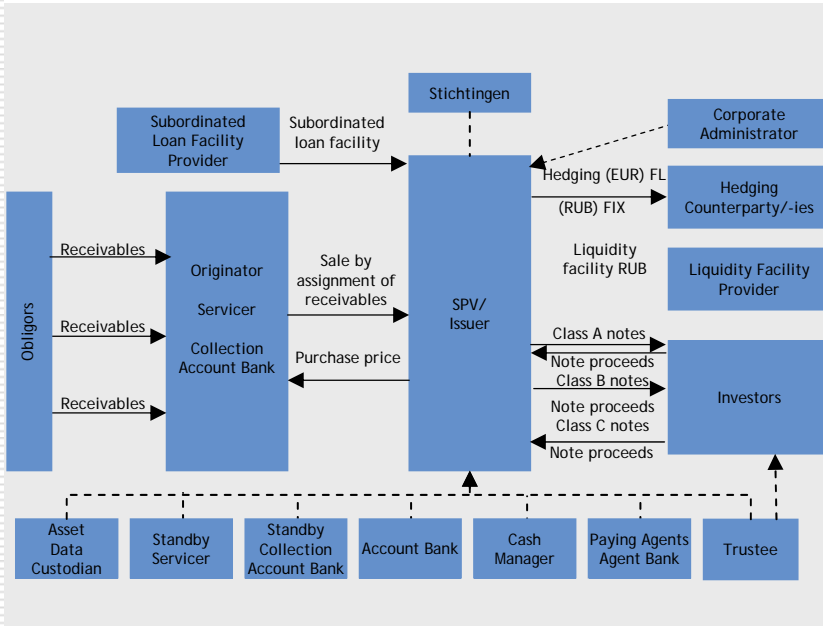 Stichtingen
Subordinated
Loan Facility
Provider
Subordinated
loan facility
Corporate
Administrator
Hedging (EUR) FL
(RUB) FIX
Hedging
Counterparty/-ies
Liquidity
facility RUB
Liquidity Facility
Provider
Obligors
Receivables
Receivables
Receivables
Originator
Servicer
Collection
Account Bank
Sale by
assignment of
receivables
Purchase price
SPV/
Issuer
Class A notes
Note proceeds
Class B notes
Note proceeds
Class C notes
Note proceeds
Investors
Asset
Data
Custodian
Standby
Servicer
Standby
Collection
Account Bank
Account Bank
Cash
Manager
Paying Agents
Agent Bank
Trustee